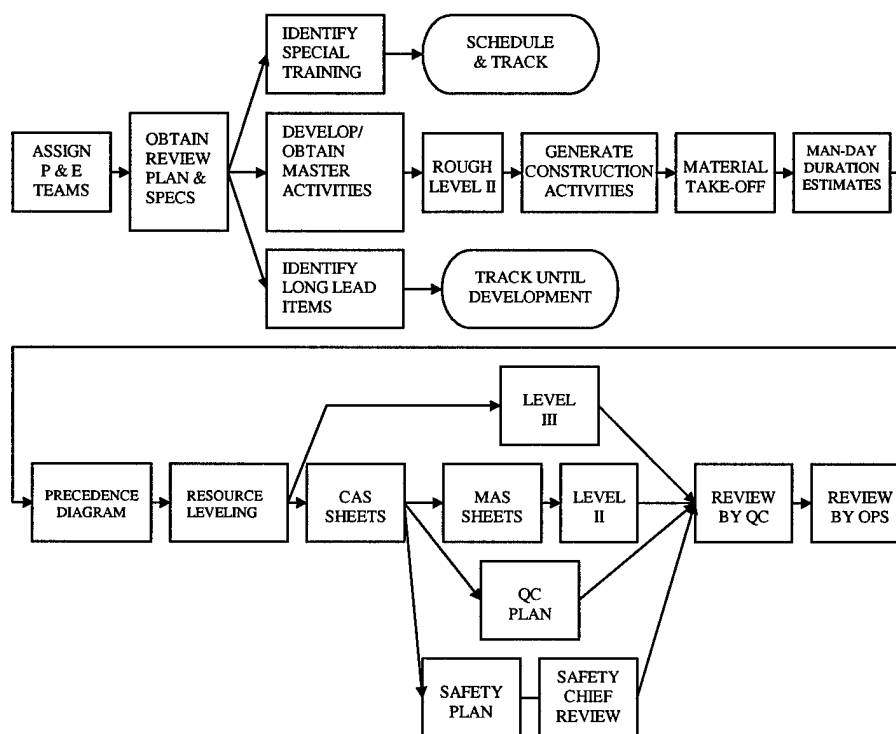 IDENTIFY
SPECIAL
TRAINING
SCHEDULE
& TRACK
ASSIGN
P & E
TEAMS
OBTAIN
REVIEW
PLAN &
SPECS
DEVELOP/
OBTAIN
MASTER
ACTIVITIES
ROUGH
LEVEL II
GENERATE
CONSTRUCTION
ACTIVITIES
MATERIAL
TAKE-OFF
MAN-DAY
DURATION
ESTIMATES
IDENTIFY
LONG LEAD
ITEMS
TRACK UNTIL
DEVELOPMENT
LEVEL
III
PRECEDENCE
DIAGRAM
RESOURCE
LEVELING
CAS
SHEETS
MAS
SHEETS
LEVEL
II
REVIEW
BY QC
REVIEW
BY OPS
QC
PLAN
SAFETY
PLAN
SAFETY
CHIEF
REVIEW